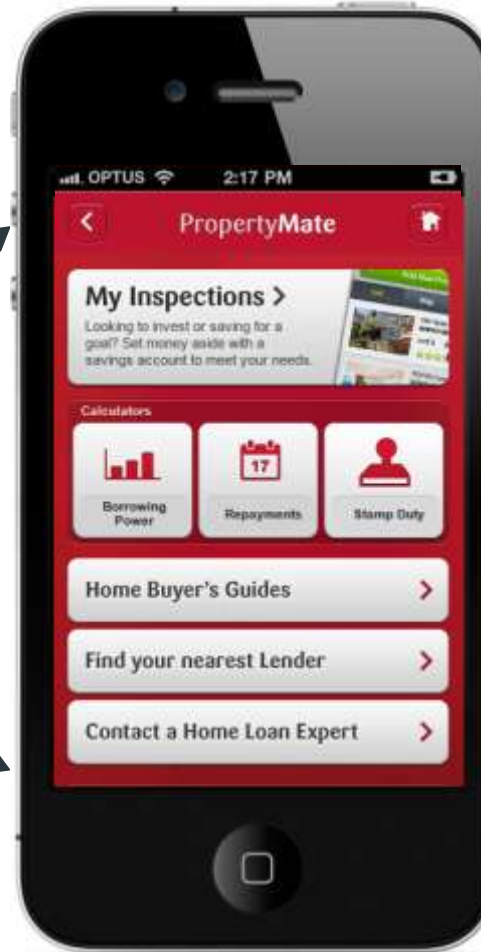 OPTUS 2:17 PM
PropertyMate
My Inspections >
Looking to invest or saving for a
goal? Set money aside with a
savings account to meet your needs.
Calculators
17
Borrowing
Power
Repayments
Stamp Duty
Home Buyer's Guides
Find your nearest Lender
Contact a Home Loan Expert